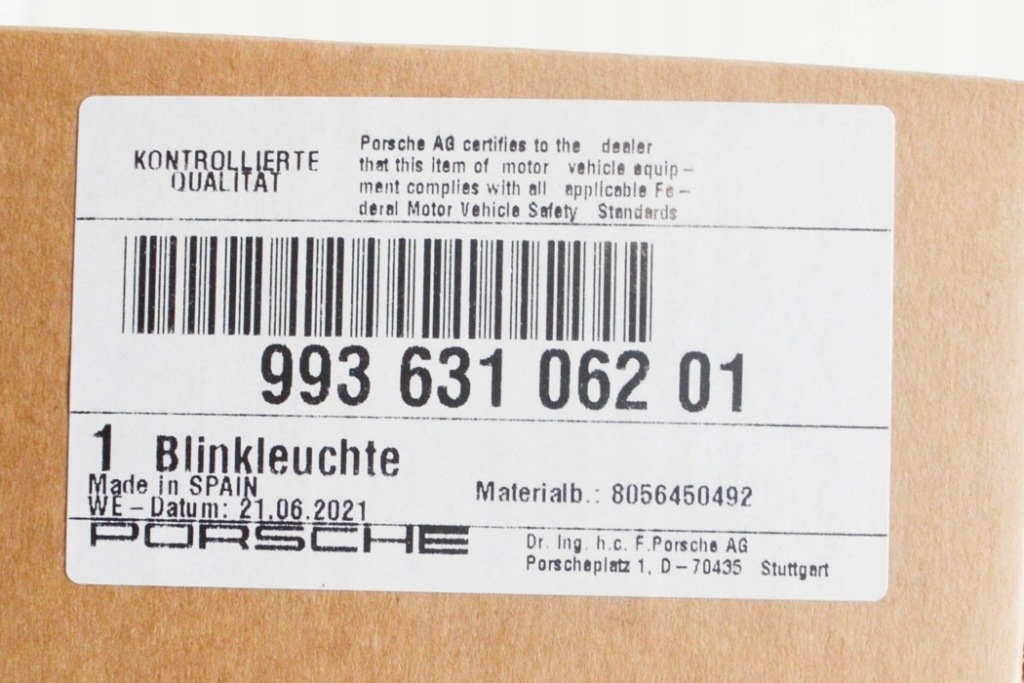 KONTROLLIERTE
QUALITÄT
Porsche AG certifies to the dealer
that this item of motor vehicle equip-
ment complies with all applicable Fe-
deral Motor Vehicle Safety Standards
993 631 062 01
1 Blinkleuchte
Made in SPAIN
WE-Datum: 21.06.2021
Materialb.: 8056450492
PORSCHE
Dr. Ing. h.c. F.Porsche AG
Porscheplatz 1, D-70435 Stuttgart